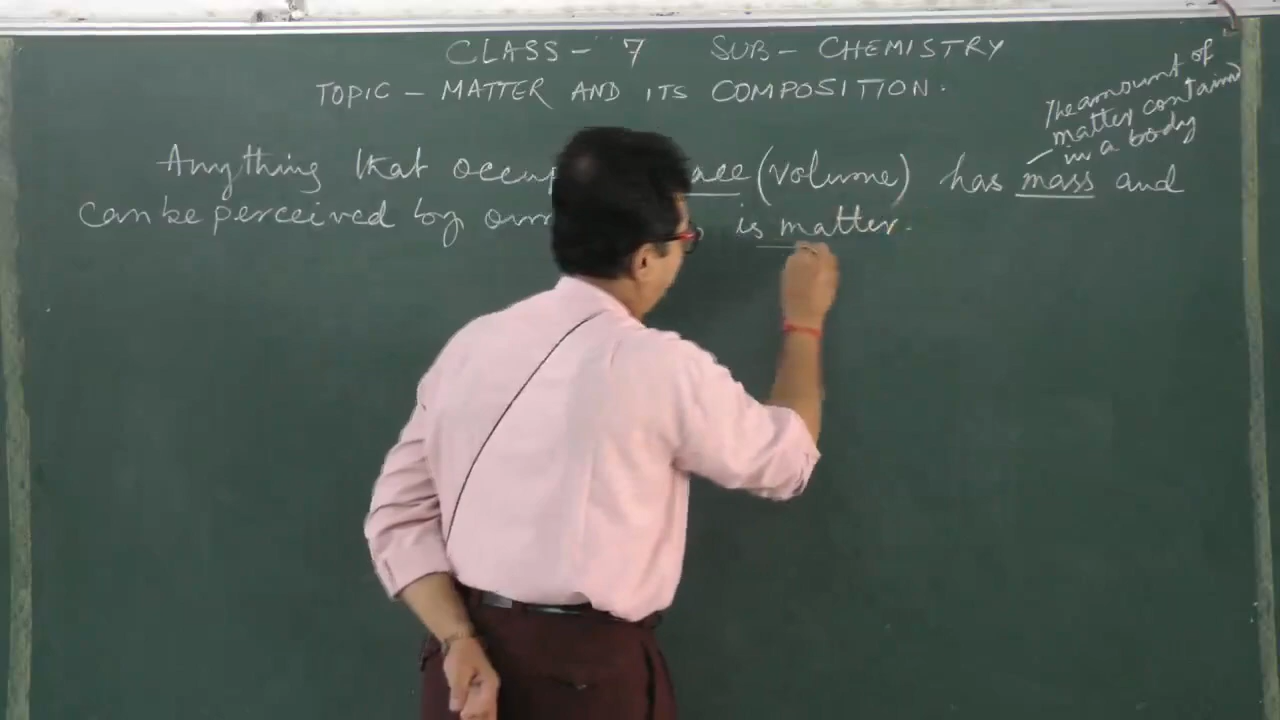 CLASS - 7 SUB - CHEMISTRY
TOPIC - MATTER AND ITS COMPOSITION.
The amount of
matter contained
in a body
Anything that occup ace (volume) has mass and
can be perceived by our is matter.